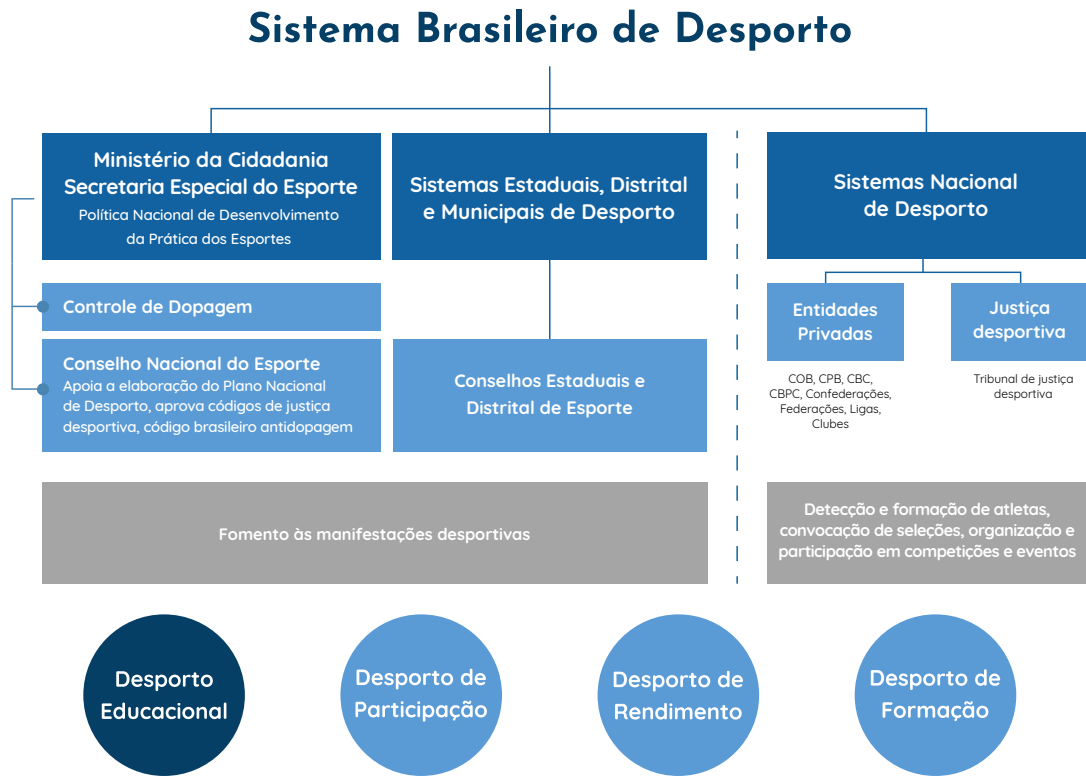 Sistema Brasileiro de Desporto
Ministério da Cidadania
Secretaria Especial do Esporte
Política Nacional de Desenvolvimento
da Prática dos Esportes
Sistemas Estaduais, Distrital
e Municipais de Desporto
Sistemas Nacional
de Desporto
Controle de Dopagem
Conselho Nacional do Esporte
Apoia a elaboração do Plano Nacional
de Desporto, aprova códigos de justiça
desportiva, código brasileiro antidopagem
Conselhos Estaduais e
Distrital de Esporte
Entidades
Privadas
COB, CPB, CBC,
CBPC, Confederações,
Federações, Ligas,
Clubes
Justiça
desportiva
Tribunal de justiça
desportiva
Fomento às manifestações desportivas
Detecção e formação de atletas,
convocação de seleções, organização e
participação em competições e eventos
Desporto
Educacional
Desporto de
Participação
Desporto de
Rendimento
Desporto de
Formação